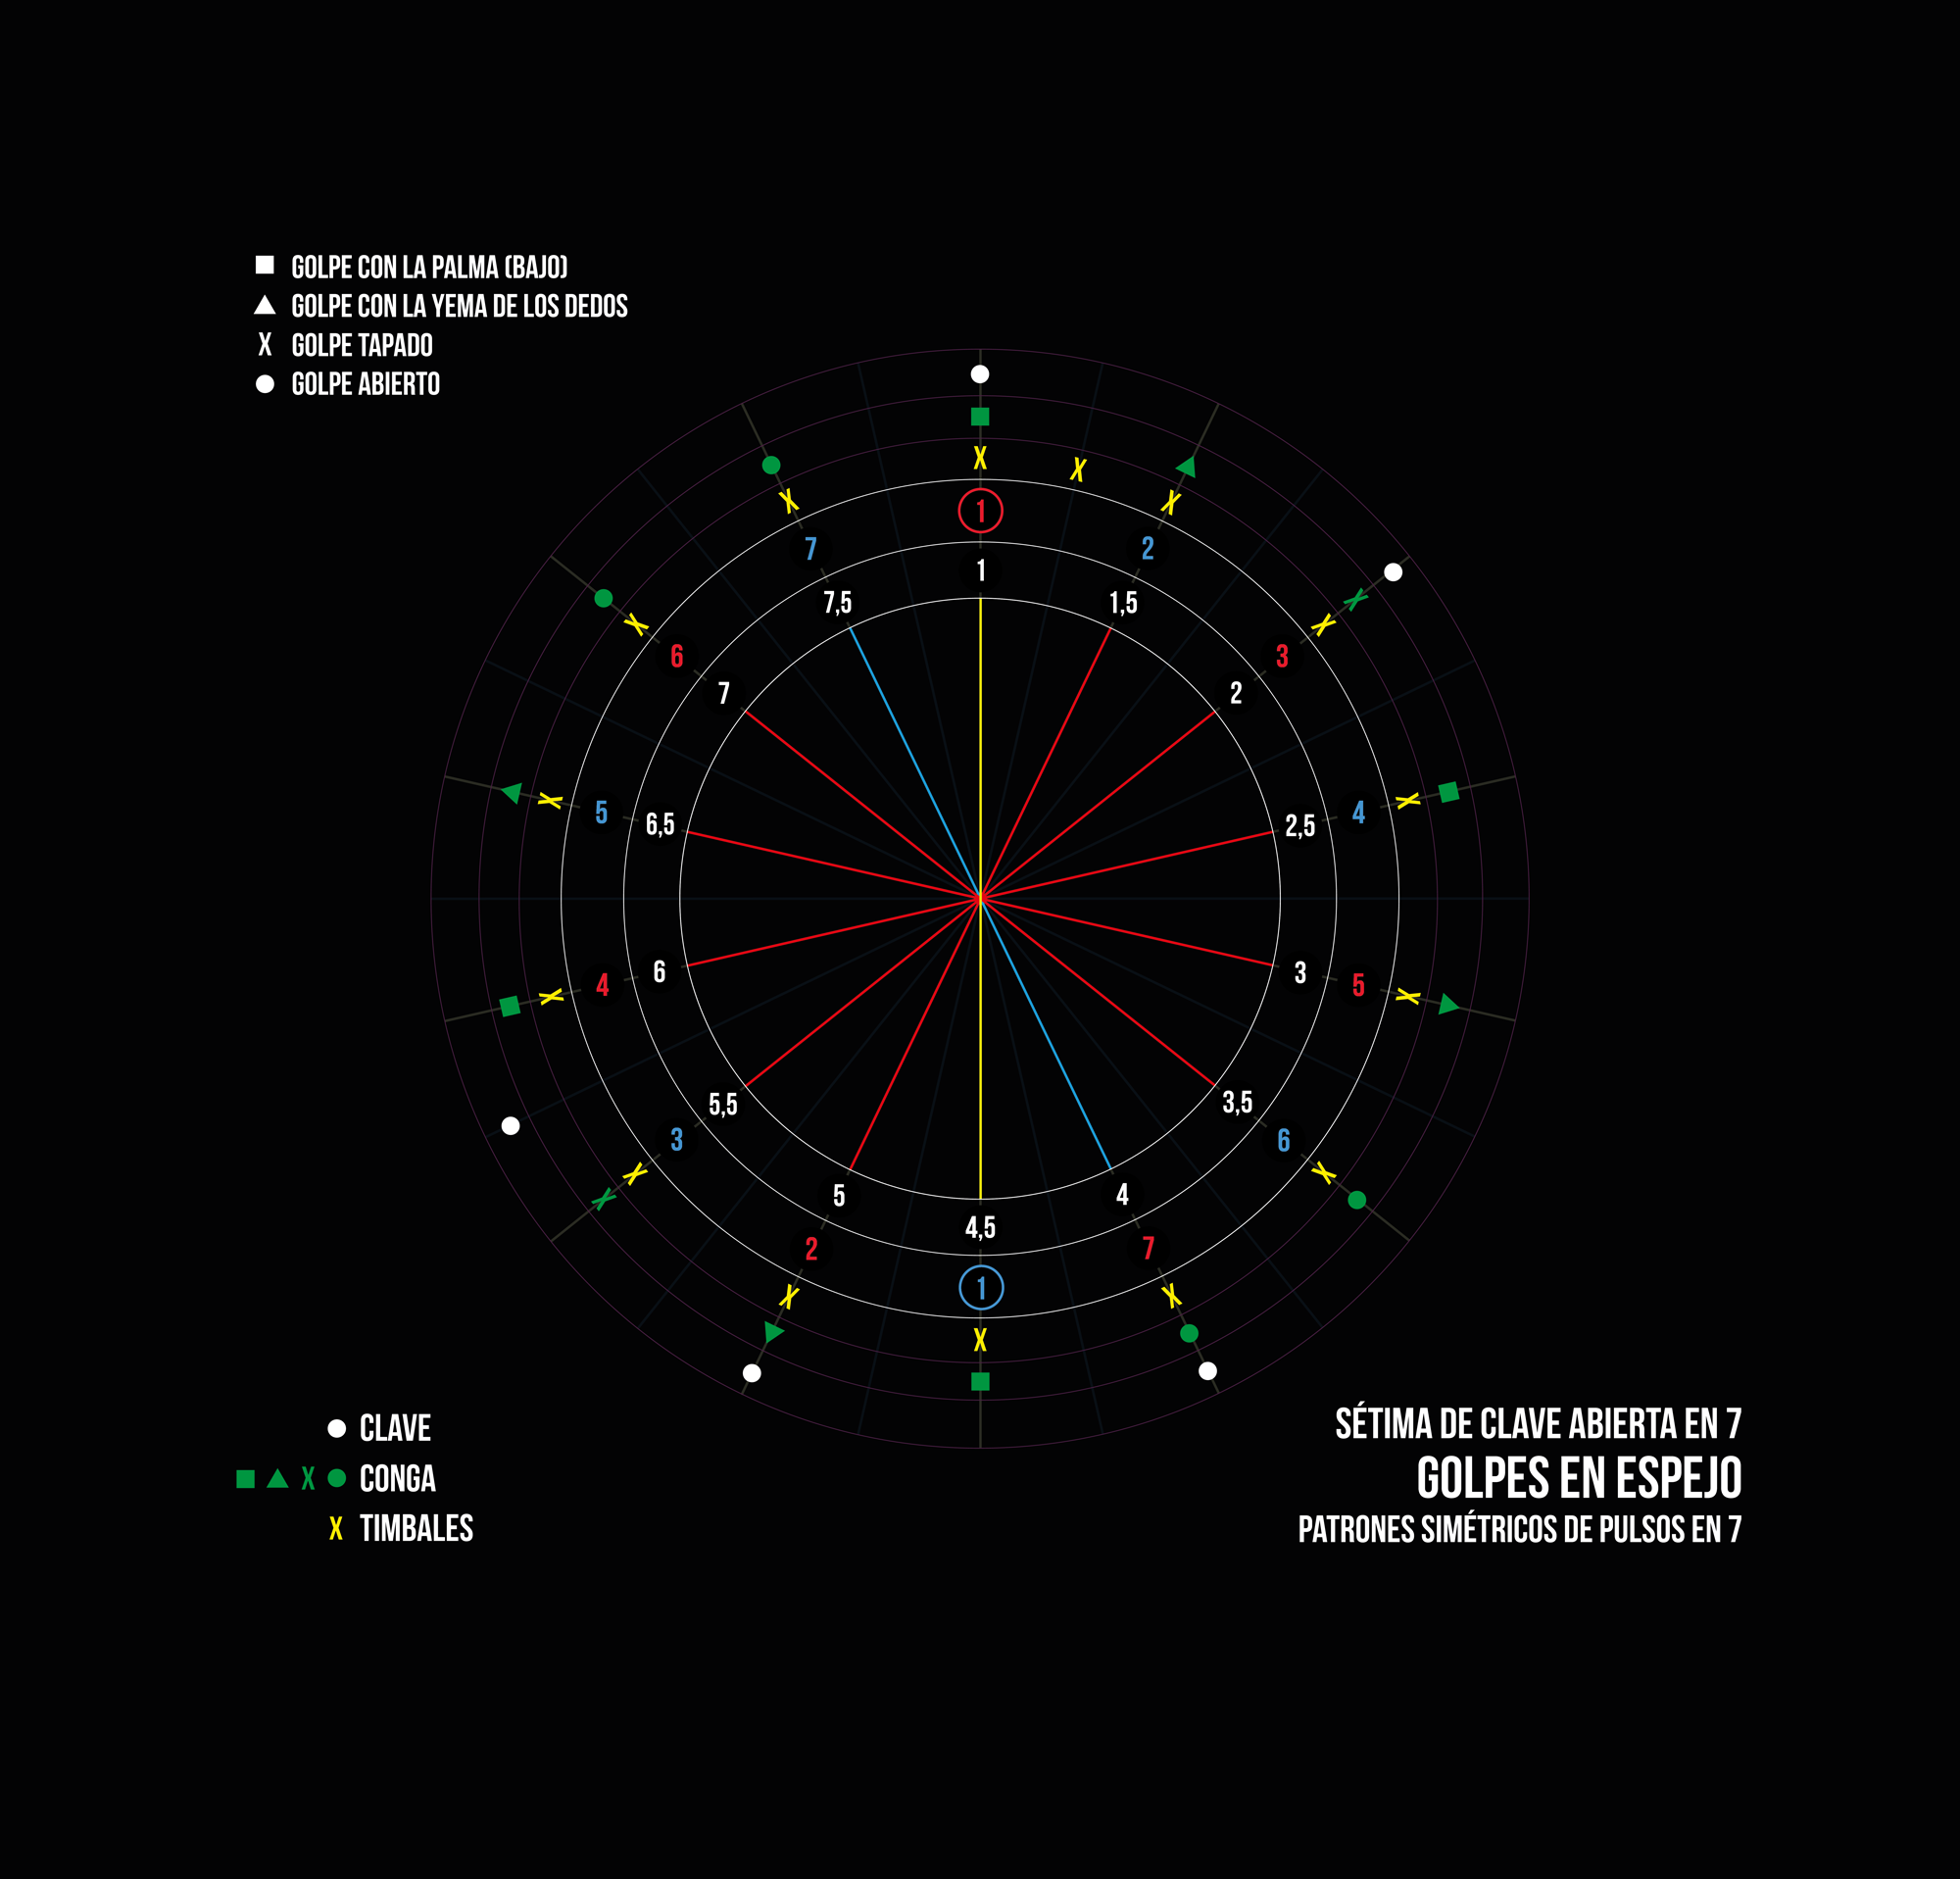 GOLPE CON LA PALMA (BAJO)
GOLPE CON LA YEMA DE LOS DEDOS
X GOLPE TAPADO
GOLPE ABIERTO
1
1
7
2
7,5
1,5
6
3
7
2
5
4
6,5
2,5
4
5
6
3
5,5
3,5
3
6
5
4
4,5
2
7
1
CLAVE
X CONGA
X TIMBALES
SÉTIMA DE CLAVE ABIERTA EN 7
GOLPES EN ESPEJO
PATRONES SIMÉTRICOS DE PULSOS EN 7